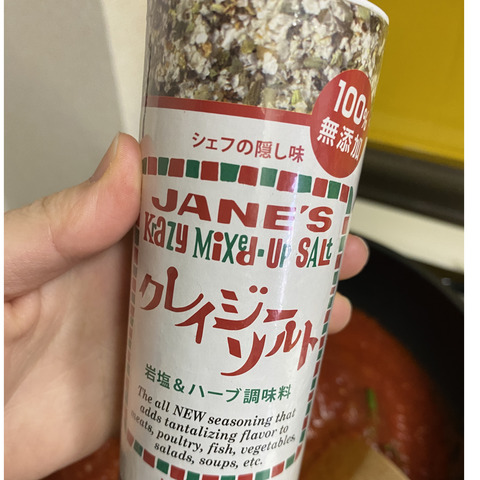 シェフの隠し味
100%
無添加
JANE'S
Krazy Mixed-Up Salt
クレイジー
ソルト
岩塩&ハーブ調味料
The all NEW seasoning that
adds tantalizing flavor to
meats, poultry, fish, vegetables,
salads, soups, etc.